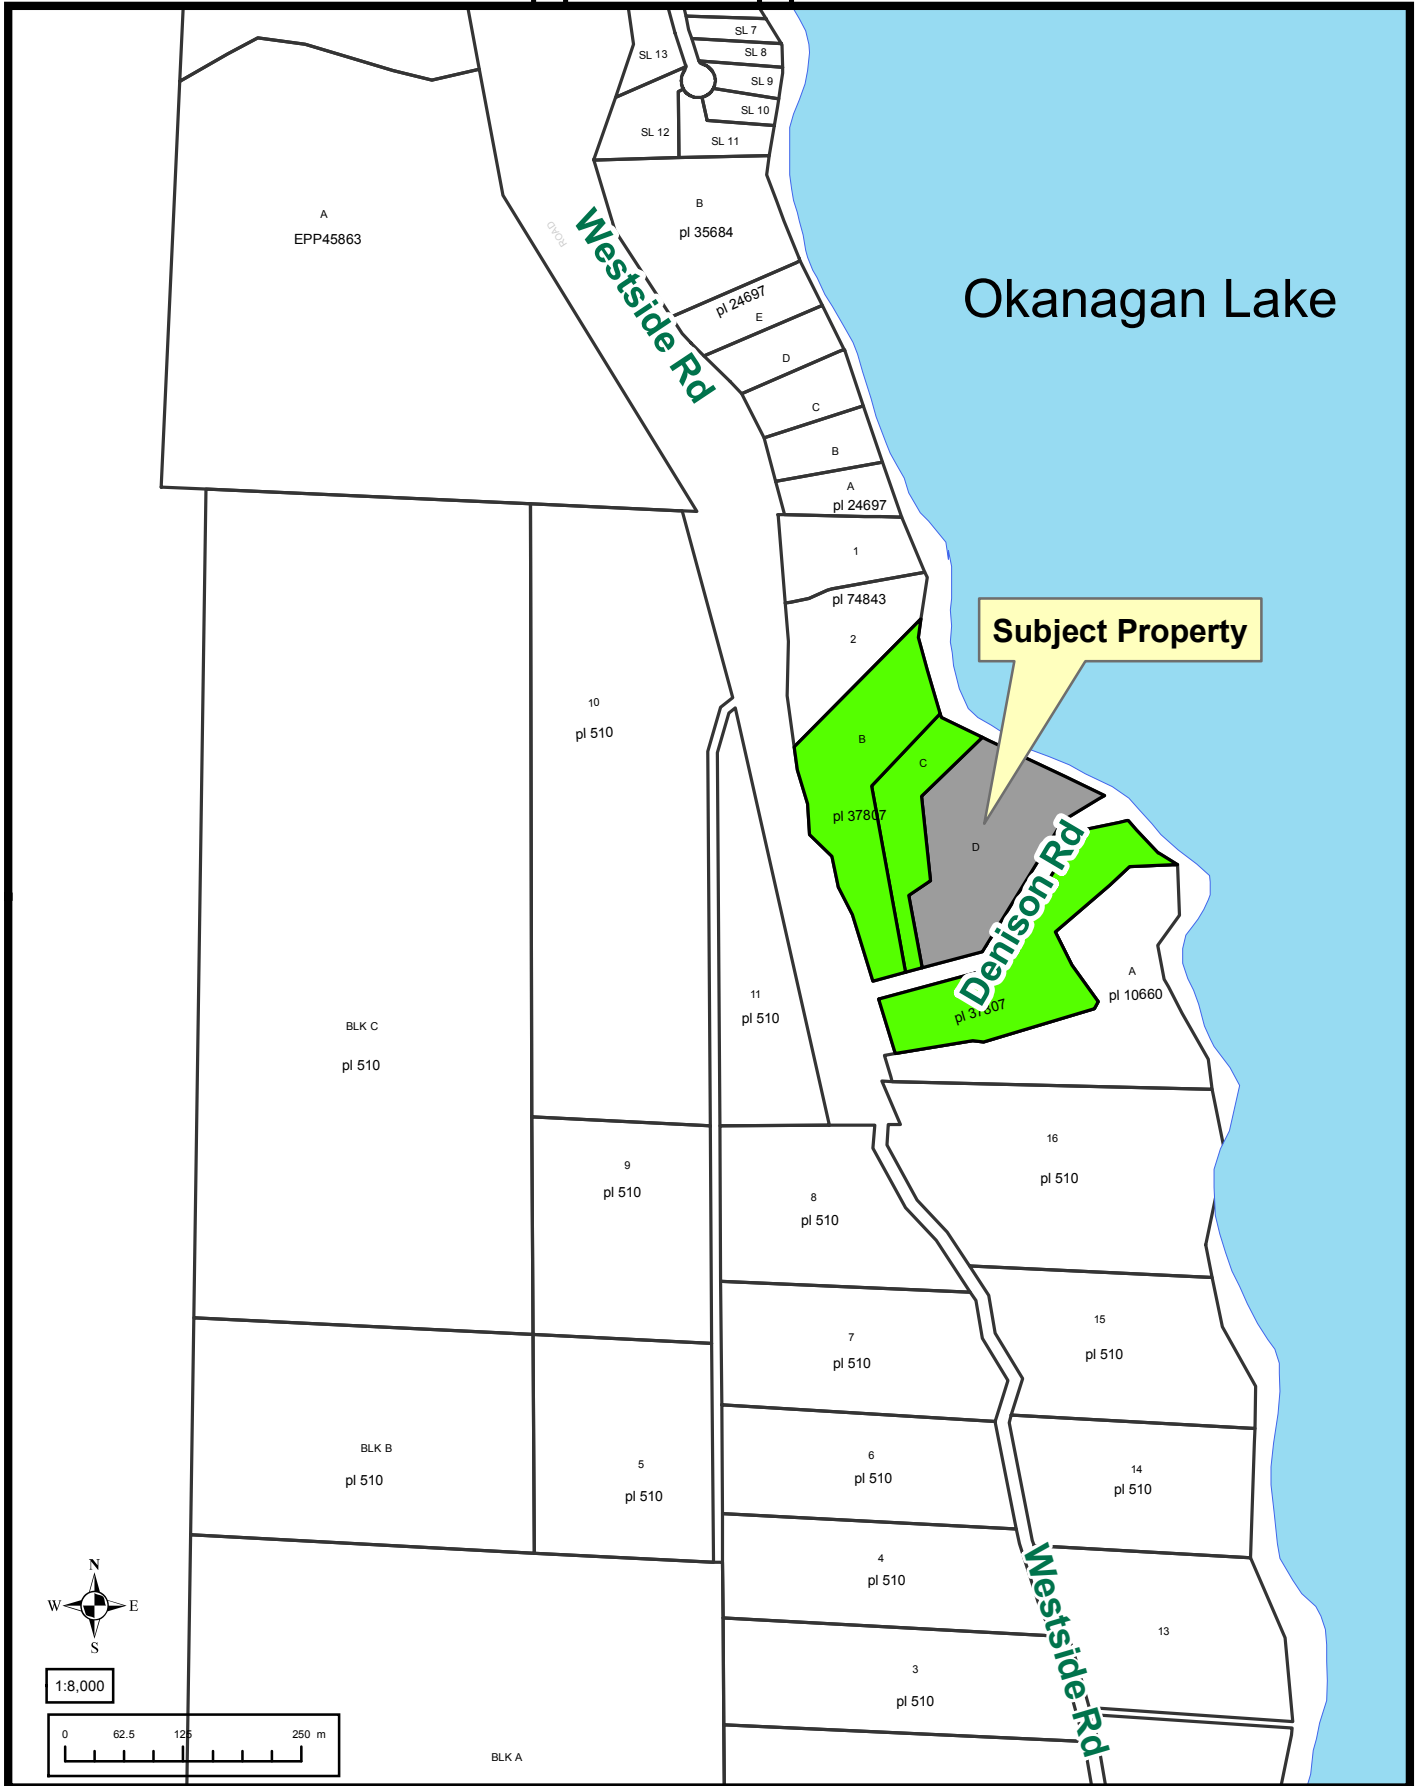 SL 7
SL 8
SL 13
SL 9
SL 10
SL 12
SL 11
B
pl 35684
A
EPP45863
ROAD
Westside Rd
Okanagan Lake
pl 24697
E
D
C
B
A
pl 24697
1
pl 74843
2
Subject Property
10
pl 510
B
C
pl 37807
D
Denison Rd
A
pl 10660
pl 37807
11
pl 510
BLK C
pl 510
16
pl 510
9
pl 510
8
pl 510
15
pl 510
7
pl 510
BLK B
pl 510
5
pl 510
6
pl 510
14
pl 510
4
pl 510
Westside Rd
13
3
pl 510
N
W E
S
1:8,000
0 62.5 125 250 m
BLK A